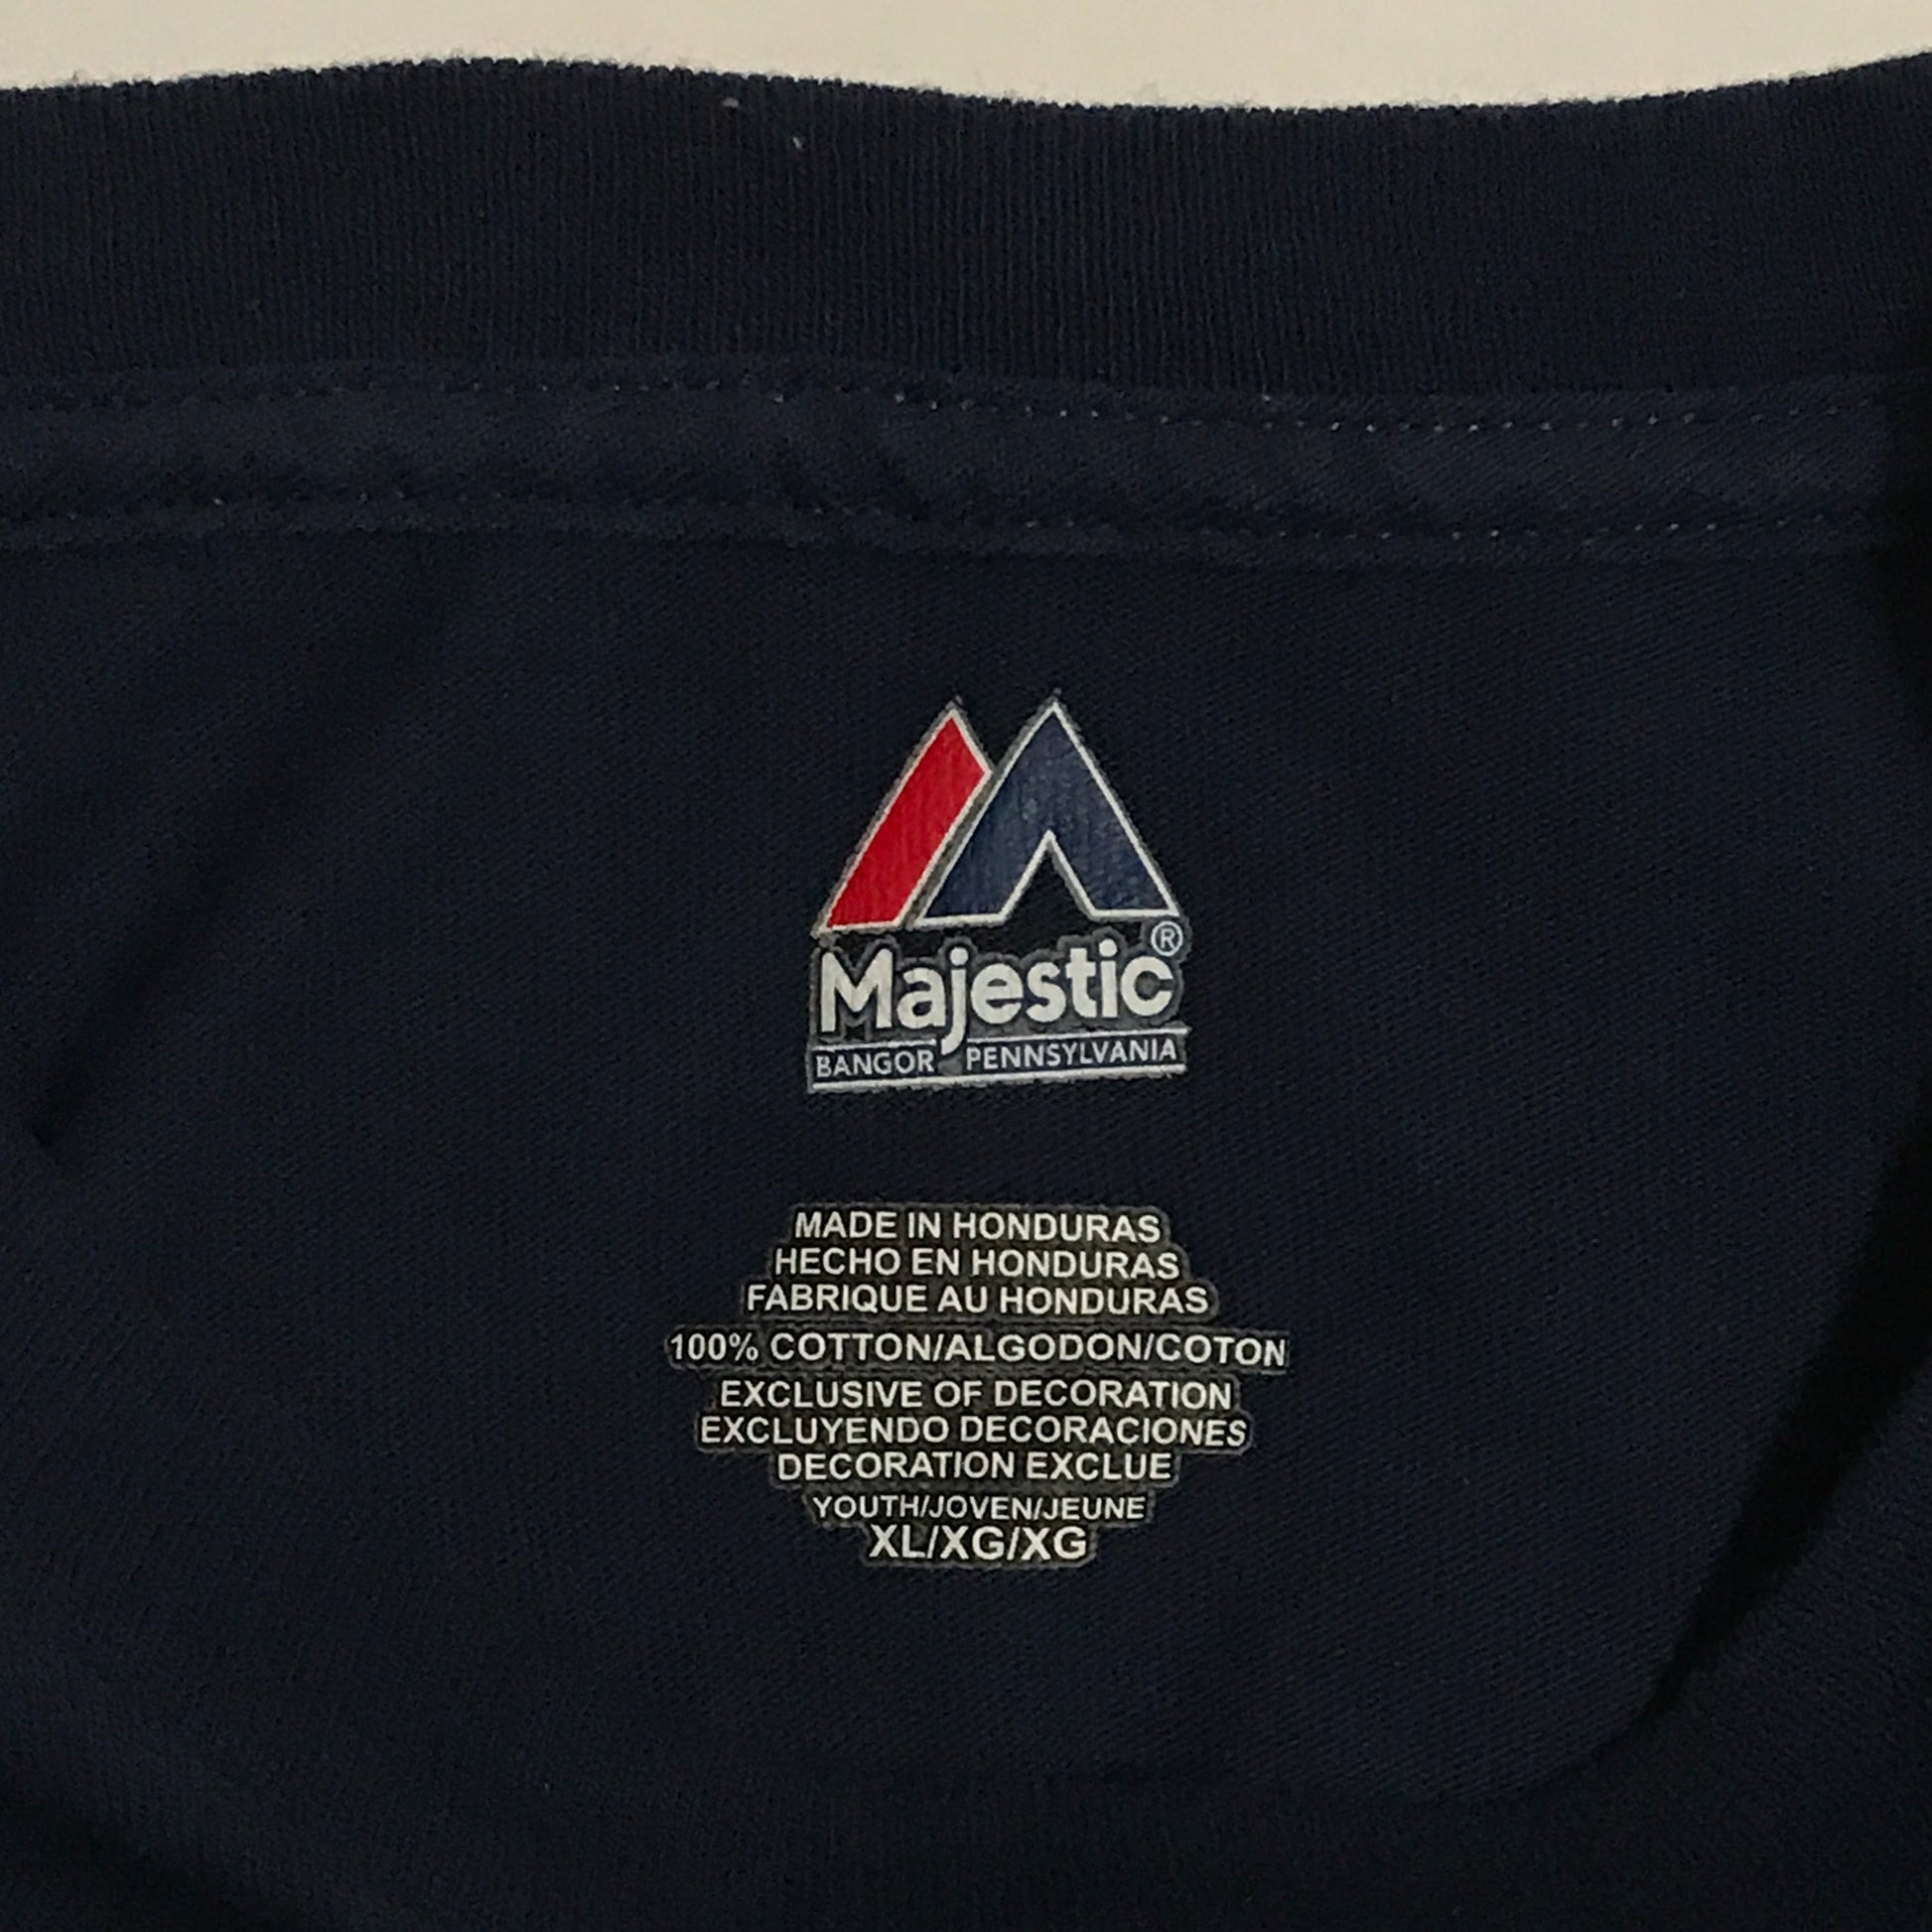 Majestic®
BANGOR PENNSYLVANIA
MADE IN HONDURAS
HECHO EN HONDURAS
FABRIQUE AU HONDURAS
100% COTTON/ALGODON/COTON
EXCLUSIVE OF DECORATION
EXCLUYENDO DECORACIONES
DECORATION EXCLUE
YOUTH/JOVEN/JEUNE
XL/XG/XG